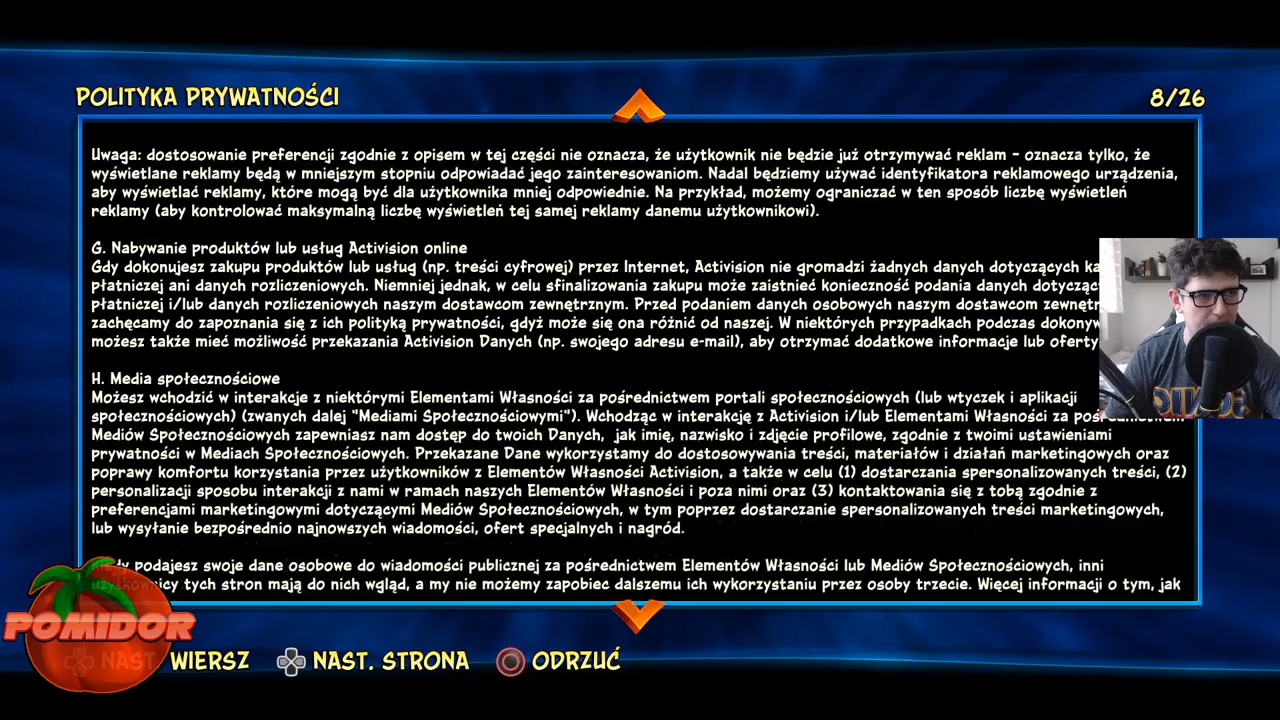 POLITYKA PRYWATNOŚCI
8/26
Uwaga: dostosowanie preferencji zgodnie z opisem w tej części nie oznacza, że użytkownik nie będzie już otrzymywać reklam - oznacza tylko, że
wyświetlane reklamy będą w mniejszym stopniu odpowiadać jego zainteresowaniom. Nadal będziemy używać identyfikatora reklamowego urządzenia,
aby wyświetlać reklamy, które mogą być dla użytkownika mniej odpowiednie. Na przykład, możemy ograniczać w ten sposób liczbę wyświetleń
reklamy (aby kontrolować maksymalną liczbę wyświetleń tej samej reklamy danemu użytkownikowi).
G. Nabywanie produktów lub usług Activision online
Gdy dokonujesz zakupu produktów lub usług (np. treści cyfrowej) przez Internet, Activision nie gromadzi żadnych danych dotyczących
płatniczej ani danych rozliczeniowych. Niemniej jednak, w celu sfinalizowania zakupu może zaistnieć konieczność podania danych
płatniczej i/lub danych rozliczeniowych naszym dostawcom zewnętrznym. Przed podaniem danych osobowych naszym dostawcom
zachęcamy do zapoznania się z ich polityką prywatności, gdyż może się ona różnić od naszej. W niektórych przypadkach podczas
możesz także mieć możliwość przekazania Activision Danych (np. swojego adresu e-mail), aby otrzymać dodatkowe informacje lub oferty
H. Media społecznościowe
Możesz wchodzić w interakcje z niektórymi Elementami Własności za pośrednictwem portali społecznościowych (lub wtyczek i aplikacji
społecznościowych) (zwanych dalej "Mediami Społecznościowymi"). Wchodząc w interakcję z Activision i/lub Elementami Własności za
Mediów Społecznościowych zapewniasz nam dostęp do twoich Danych, jak imię, nazwisko i zdjęcie profilowe, zgodnie z twoimi ustawieniami
prywatności w Mediach Społecznościowych. Przekazane Dane wykorzystamy do dostosowywania treści, materiałów i działań marketingowych oraz
poprawy komfortu korzystania przez użytkowników z Elementów Własności Activision, a także w celu (1) dostarczania spersonalizowanych treści, (2)
personalizacji sposobu interakcji z nami w ramach naszych Elementów Własności i poza nimi oraz (3) kontaktowania się z tobą zgodnie z
preferencjami marketingowymi dotyczącymi Mediów Społecznościowych, w tym poprzez dostarczanie spersonalizowanych treści marketingowych,
lub wysyłanie bezpośrednio najnowszych wiadomości, ofert specjalnych i nagród.
podajesz swoje dane osobowe do wiadomości publicznej za pośrednictwem Elementów Własności lub Mediów Społecznościowych, inni
użytkownicy tych stron mają do nich wgląd, a my nie możemy zapobiec dalszemu ich wykorzystaniu przez osoby trzecie. Więcej informacji o tym, jak
POMIDOR
NAST. WIERSZ
NAST. STRONA
ODRZUĆ